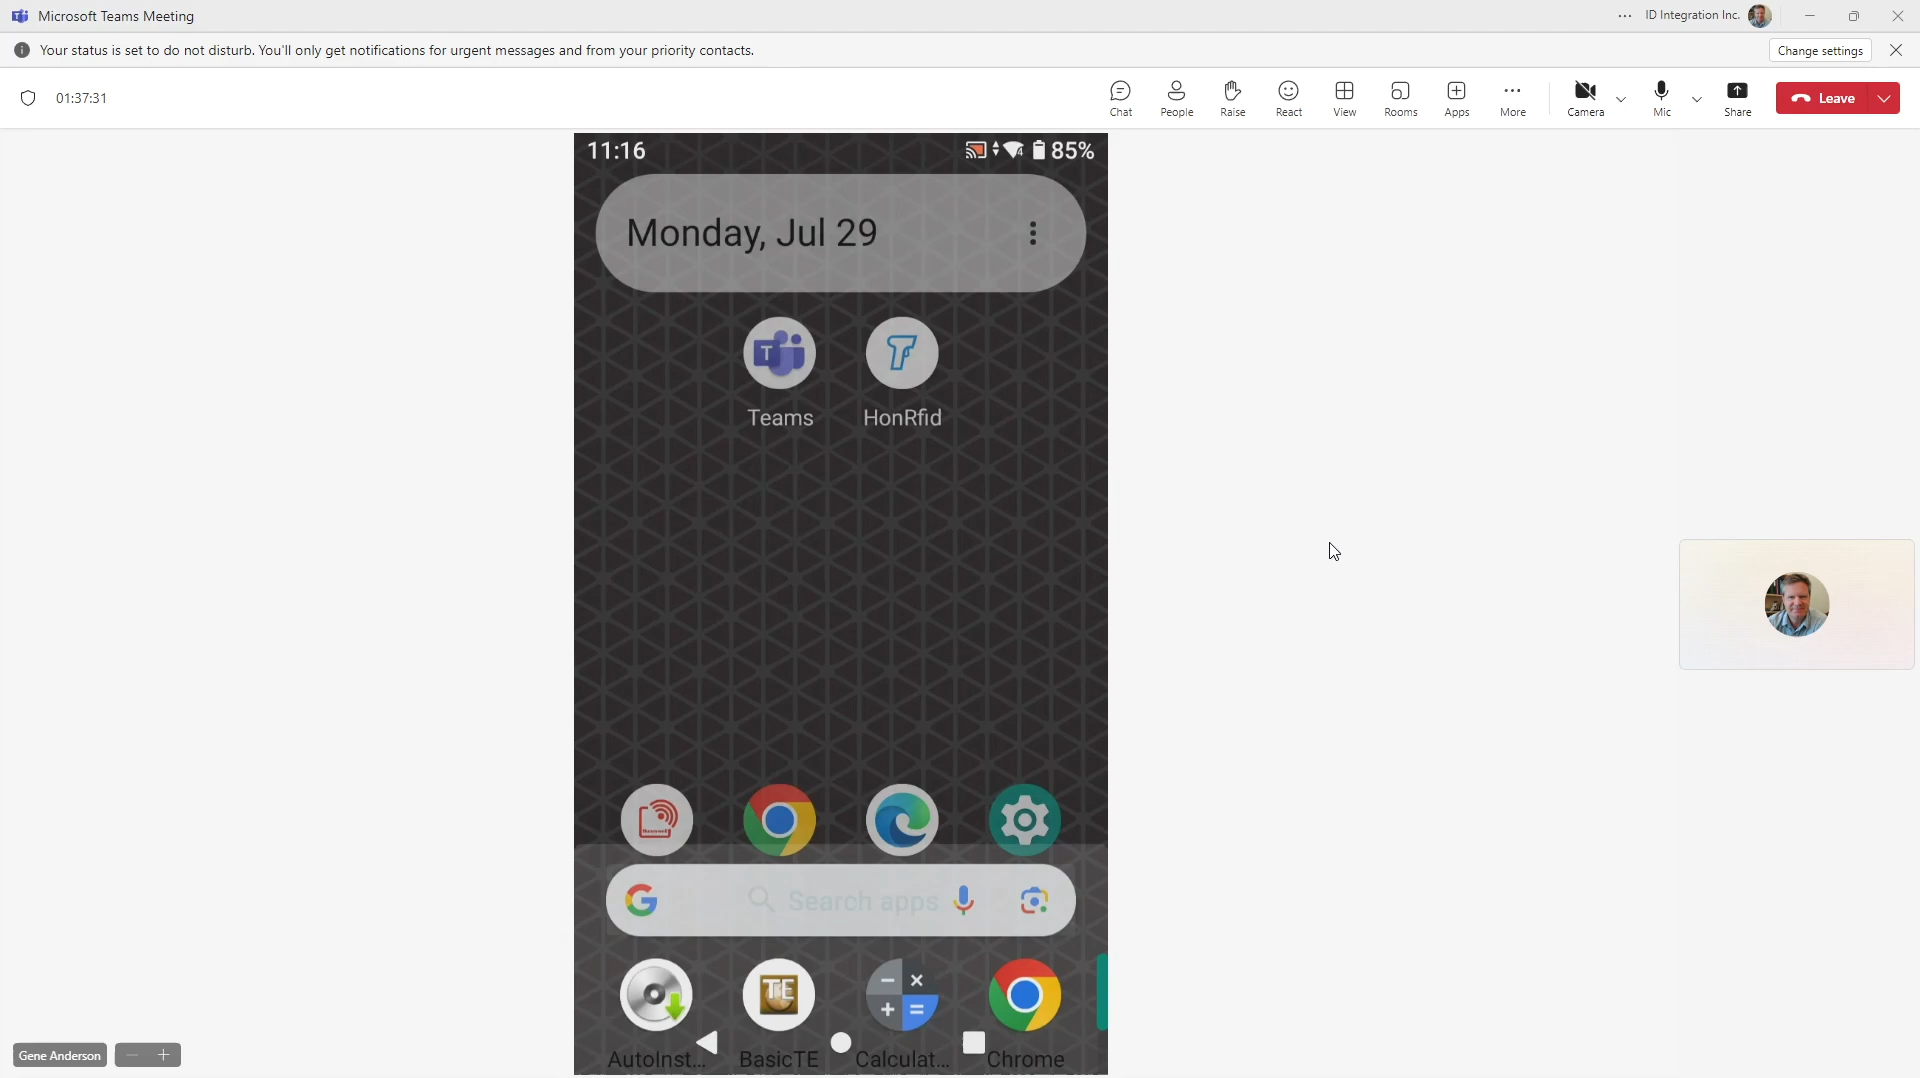 Microsoft Teams Meeting
ID Integration Inc.
Your status is set to do not disturb. You'll only get notifications for urgent messages and from your priority contacts.
Change settings
01:37:31
Chat
People
Raise
React
View
Rooms
Apps
More
Camera
Mic
Share
Leave
11:16
85%
Monday, Jul 29
Teams
HonRfid
Search apps
TE
AutoInst...
BasicTE
Calculat...
Chrome
Gene Anderson